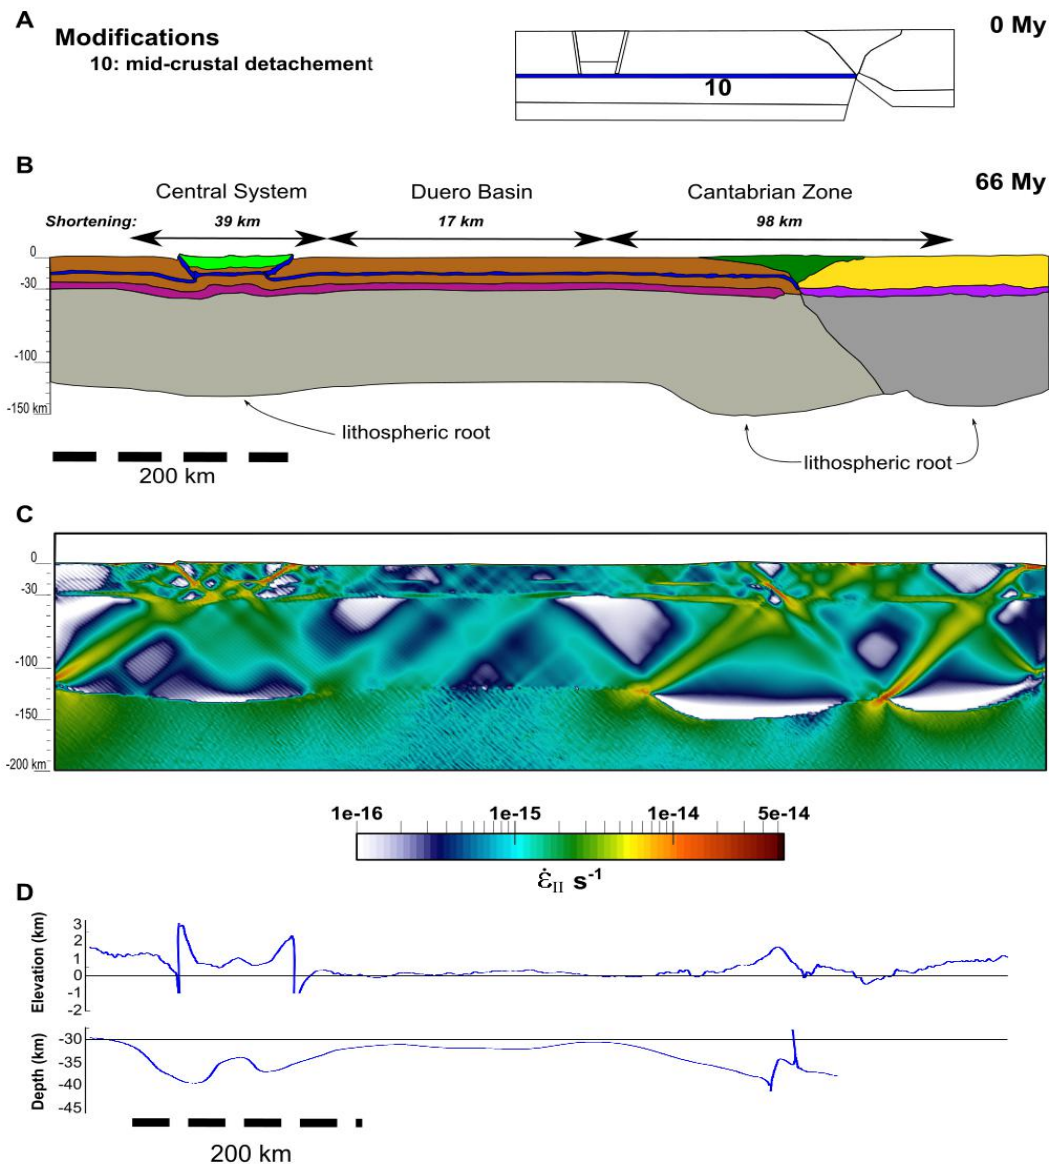 A
Modifications
10: mid-crustal detachement
0 My
10
B
Central System
Duero Basin
Cantabrian Zone
66 My
Shortening:
39 km
17 km
98 km
0
-30
-100
-150 km
lithospheric root
lithospheric root
200 km
C
0
-30
-100
-150
-200 km
1e-16
1e-15
1e-14
5e-14
ε̇II s-1
D
Elevation (km)
3
2
1
0
-1
-2
Depth (km)
-30
-35
-40
-45
200 km